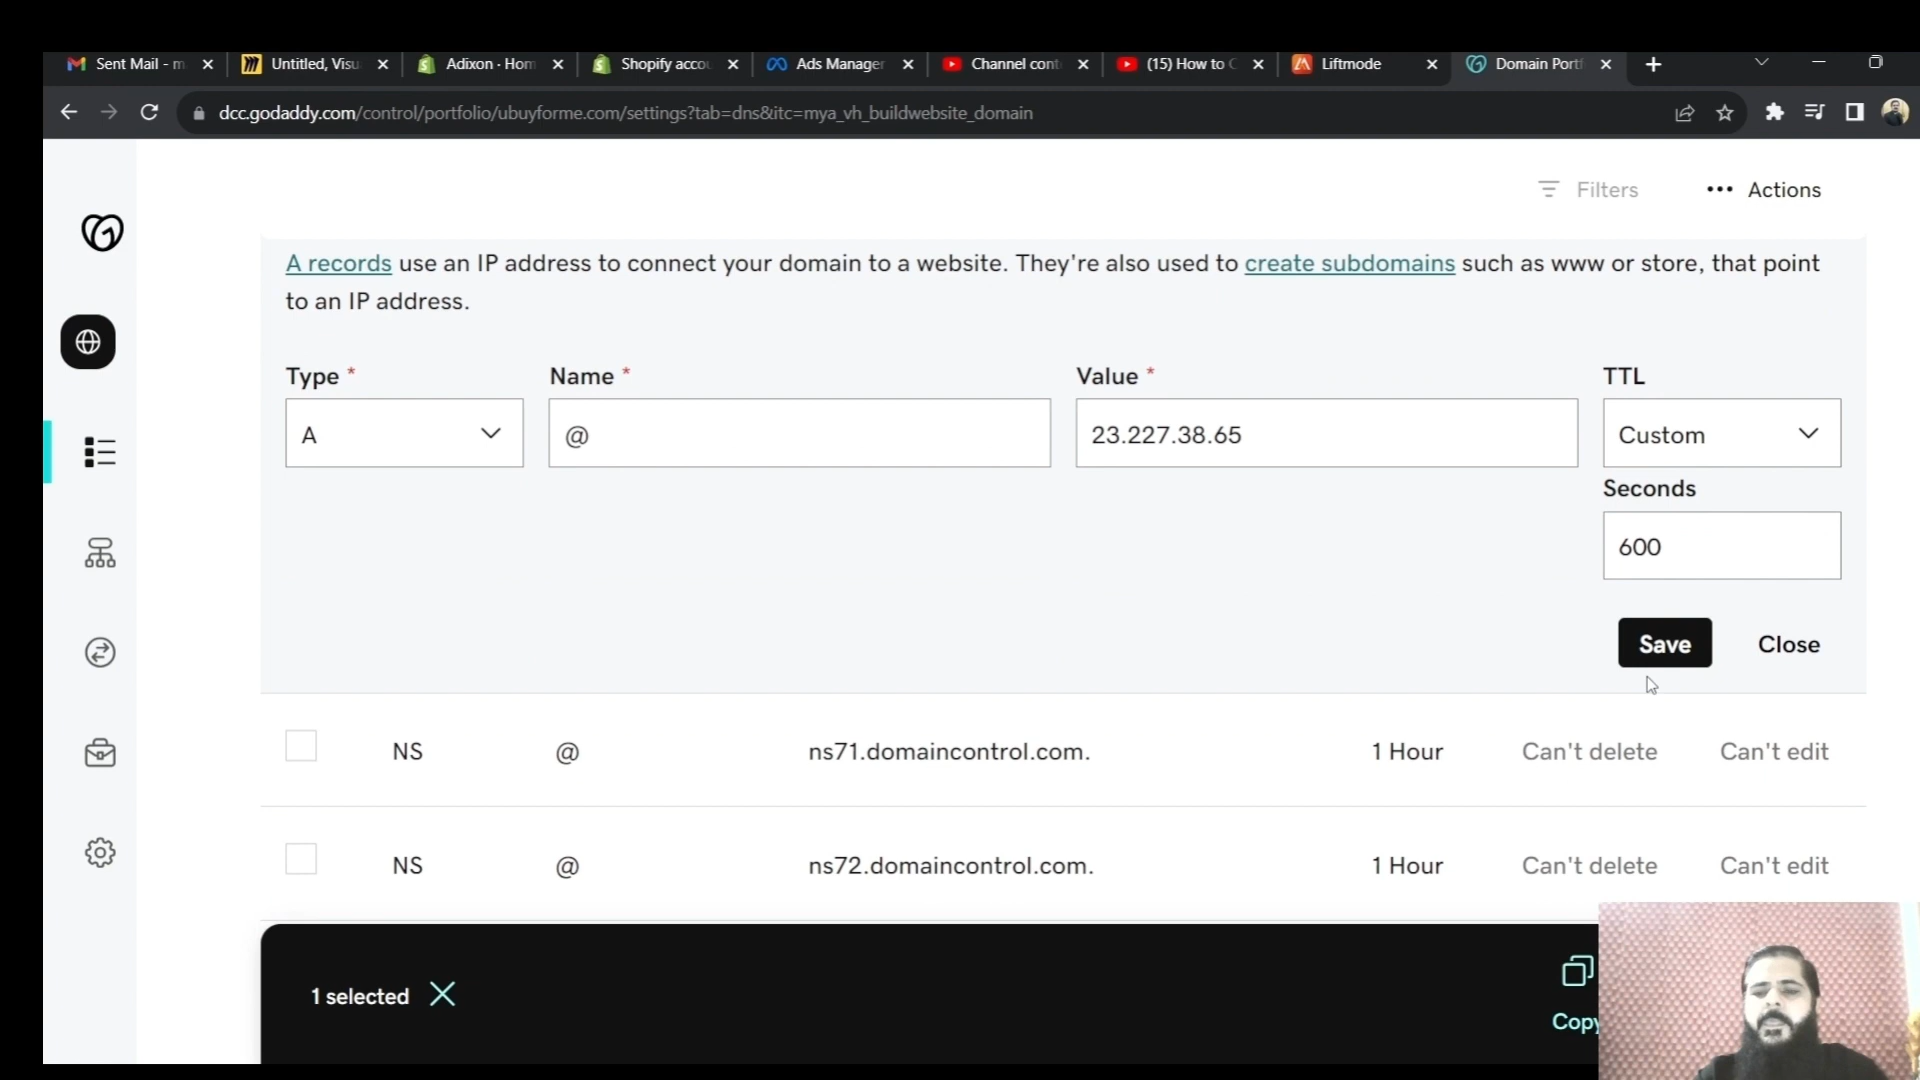 Sent Mail - m
Untitled, Visu
Adixon · Hom
Shopify accou
Ads Manager
Channel cont
(15) How to C
Liftmode
Domain Portf
dcc.godaddy.com/control/portfolio/ubuyforme.com/settings?tab=dns&itc=mya_vh_buildwebsite_domain
Filters
Actions
A records use an IP address to connect your domain to a website. They're also used to create subdomains such as www or store, that point
to an IP address.
Type * Name * Value * TTL
A @ 23.227.38.65 Custom
Seconds
600
Save Close
NS @ ns71.domaincontrol.com. 1 Hour Can't delete Can't edit
NS @ ns72.domaincontrol.com. 1 Hour Can't delete Can't edit
1 selected
Copy